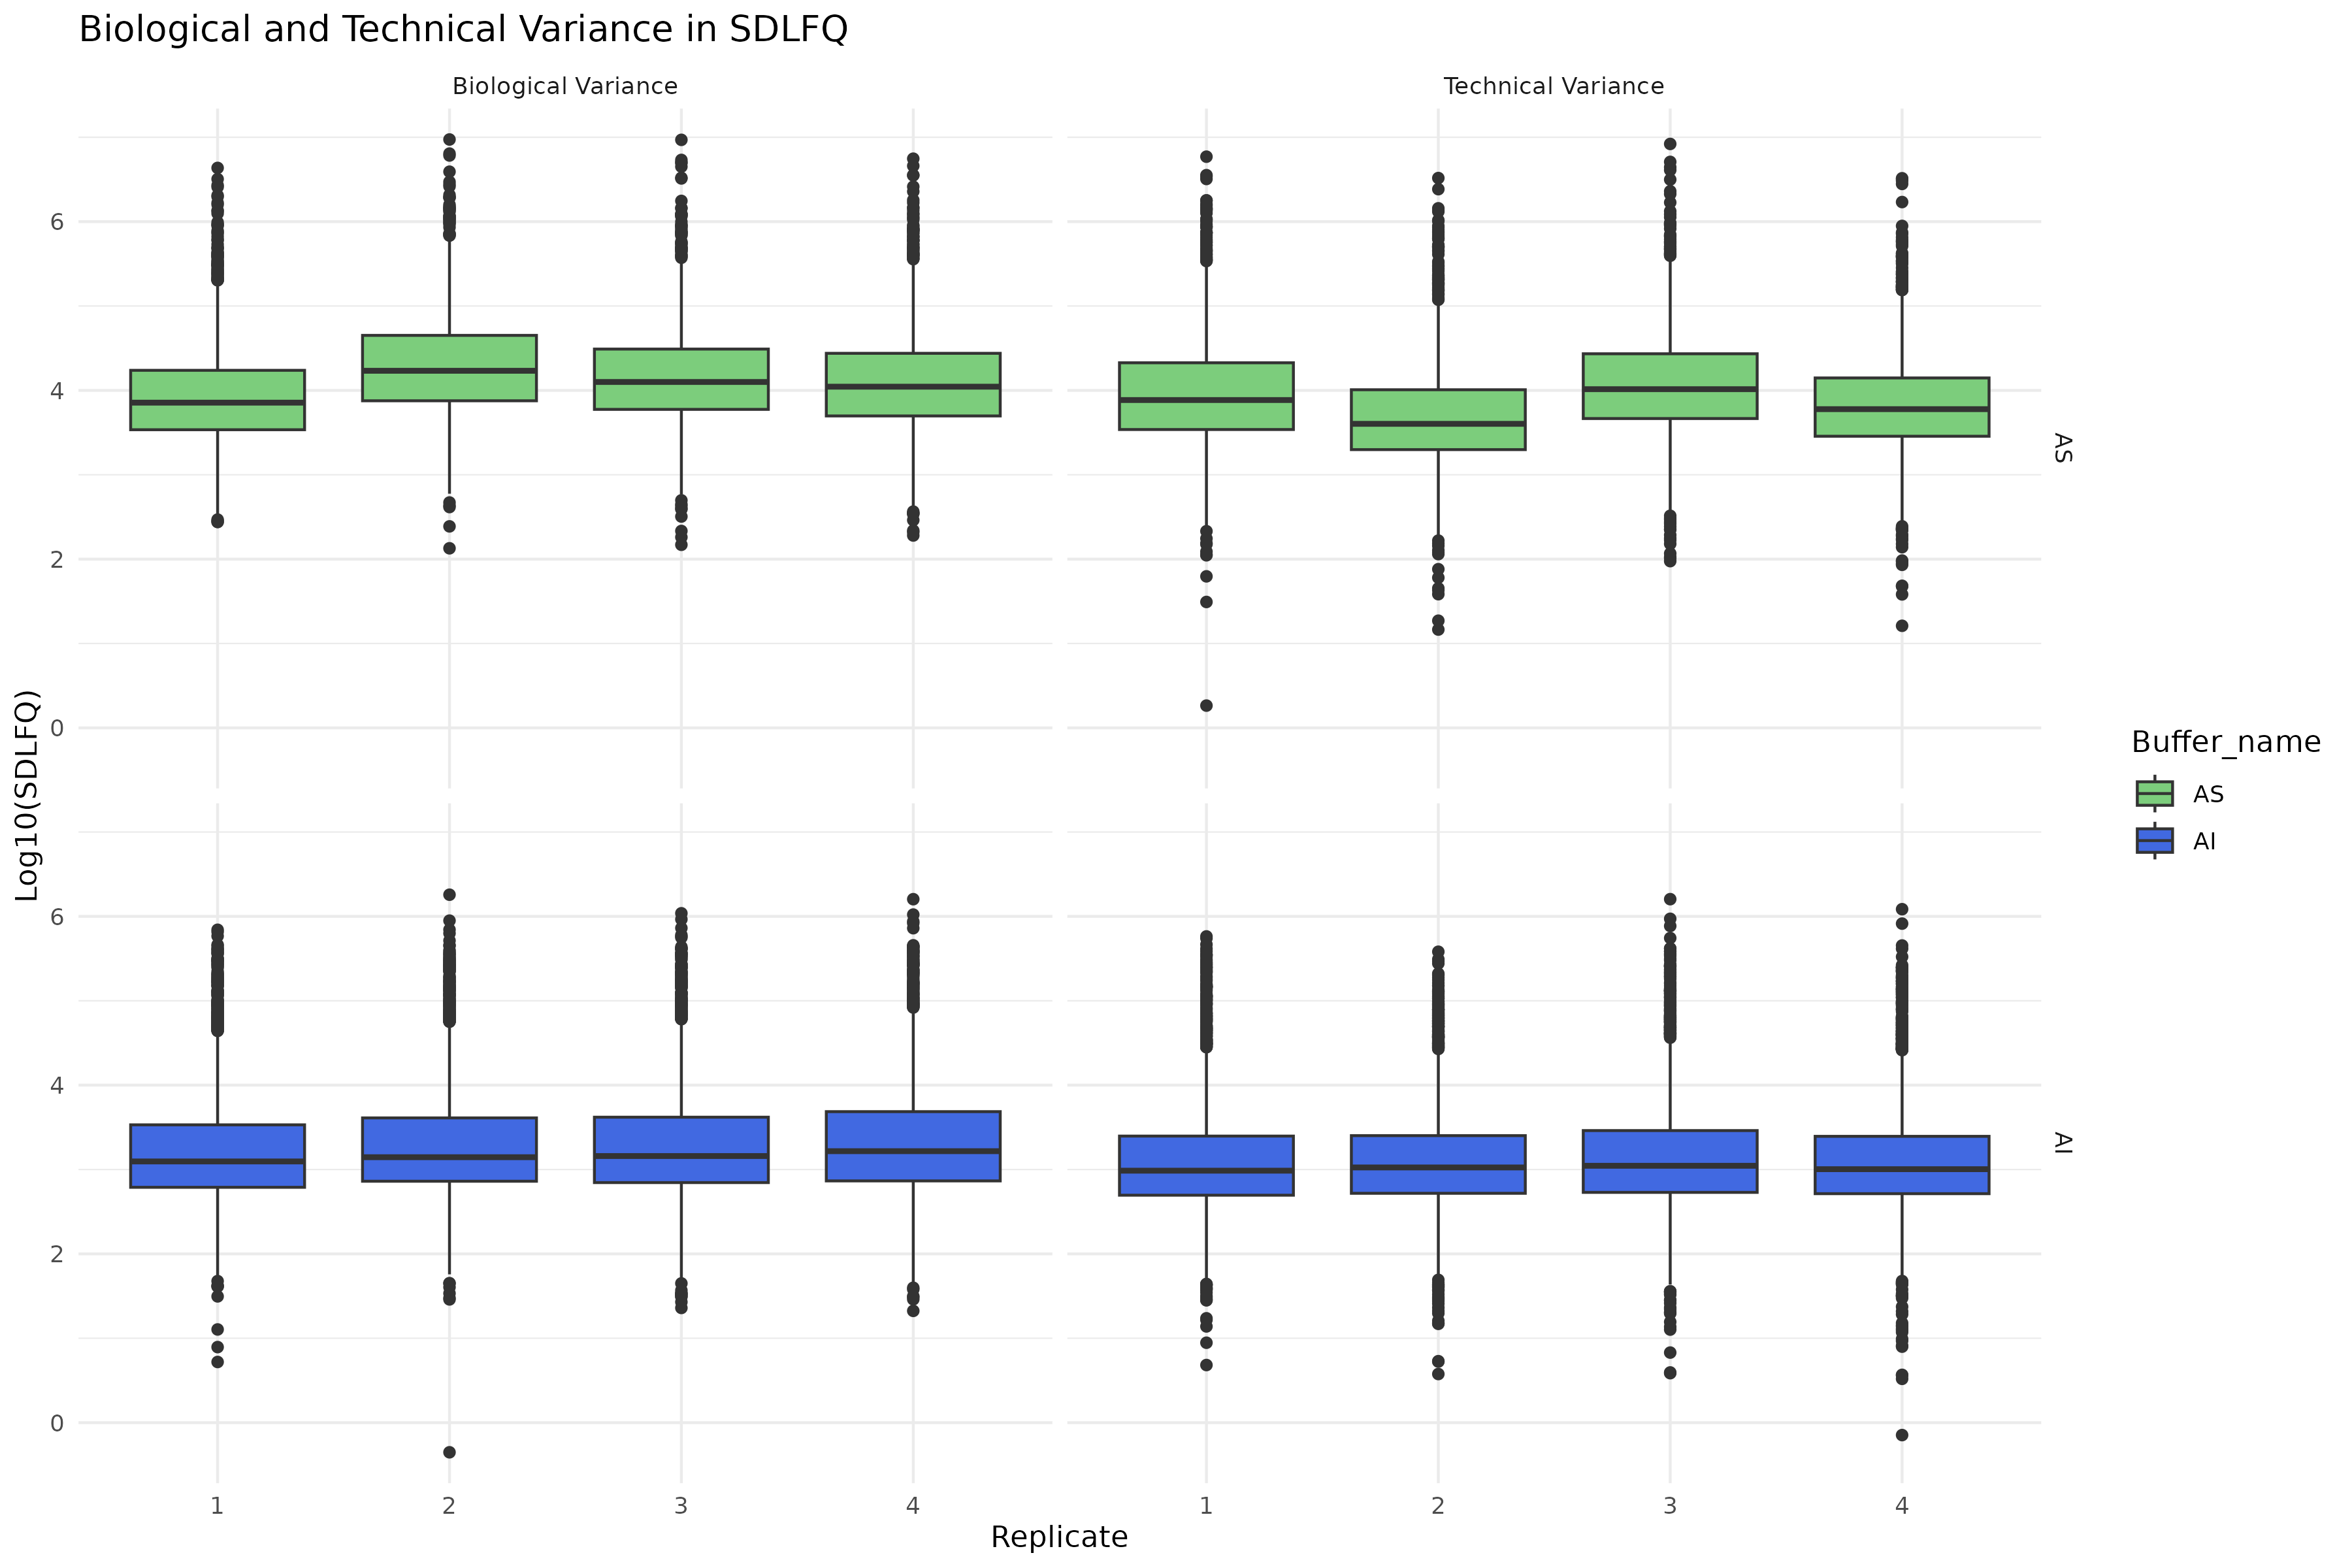 Biological and Technical Variance in SDLFQ
Biological Variance
Technical Variance
6
4
2
0
AS
6
4
2
0
AI
Log10(SDLFQ)
1 2 3 4
1 2 3 4
Replicate
Buffer_name
AS
AI